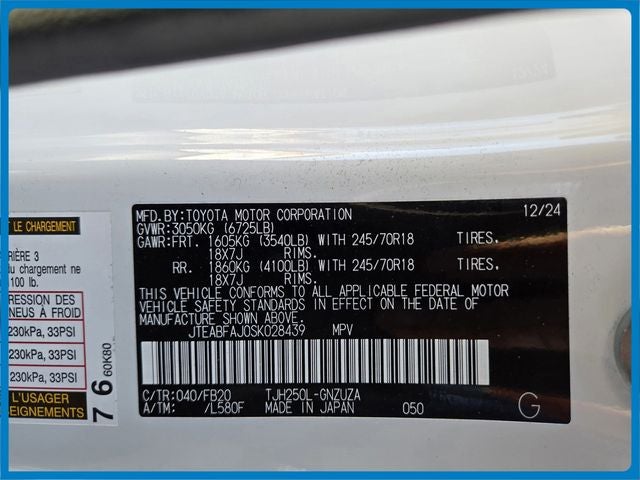 MFD.BY:TOYOTA MOTOR CORPORATION 12/24
GVWR:3050KG (6725LB)
GAWR:FRT. 1605KG (3540LB) WITH 245/70R18 TIRES.
18X7J RIMS.
RR. 1860KG (4100LB) WITH 245/70R18 TIRES.
18X7J RIMS.
THIS VEHICLE CONFORMS TO ALL APPLICABLE FEDERAL MOTOR
VEHICLE SAFETY STANDARDS IN EFFECT ON THE DATE OF
MANUFACTURE SHOWN ABOVE.
JTEABFAJ0SK028439 MPV
C/TR:040/FB20 TJH250L-GNZUZA
A/TM: /L580F MADE IN JAPAN 050
G
T LE CHARGEMENT
RIÈRE 3
du chargement ne
100 lb.
PRESSION DES
PNEUS À FROID
230kPa, 33PSI
230kPa, 33PSI
230kPa, 33PSI
L'USAGER
SEIGNEMENTS
7 6 60K80